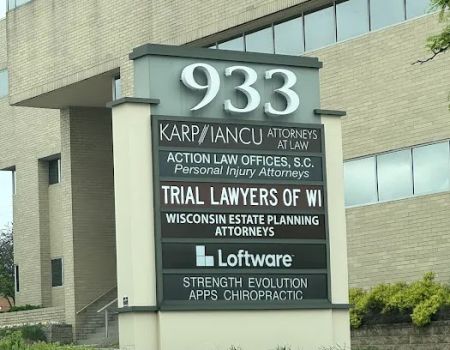 933
KARP//IANCU ATTORNEYS AT LAW
ACTION LAW OFFICES, S.C.
Personal Injury Attorneys
TRIAL LAWYERS OF WI
WISCONSIN ESTATE PLANNING
ATTORNEYS
Loftware
STRENGTH EVOLUTION
APPS CHIROPRACTIC